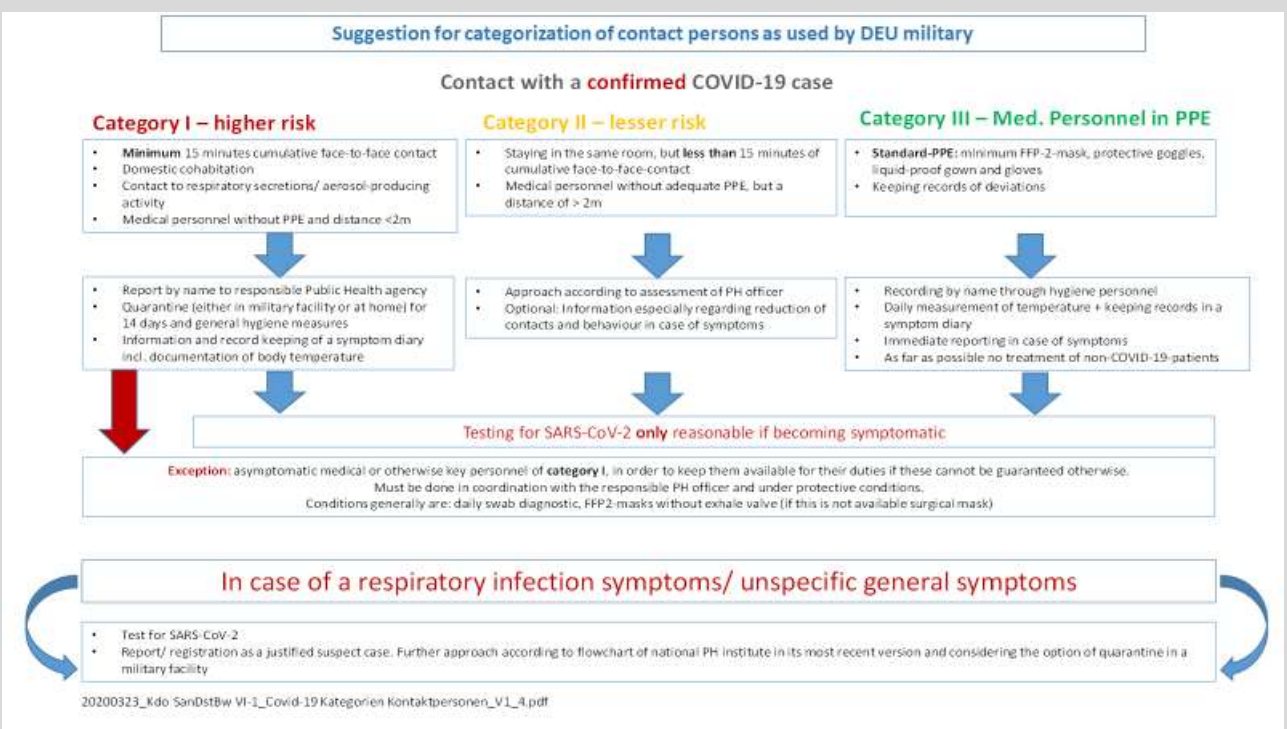 Suggestion for categorization of contact persons as used by DEU military
Contact with a confirmed COVID-19 case
Category I – higher risk
• Minimum 15 minutes cumulative face-to-face contact
• Domestic cohabitation
• Contact to respiratory secretions/ aerosol-producing
activity
• Medical personnel without PPE and distance <2m
Category II – lesser risk
• Staying in the same room, but less than 15 minutes of
cumulative face-to-face-contact
• Medical personnel without adequate PPE, but a
distance of > 2m
Category III – Med. Personnel in PPE
• Standard-PPE: minimum FFP-2-mask, protective goggles,
liquid-proof gown and gloves
• Keeping records of deviations
• Report by name to responsible Public Health agency
• Quarantine (either in military facility or at home) for
14 days and general hygiene measures
• Information and record keeping of a symptom diary
incl. documentation of body temperature
• Approach according to assessment of PH officer
• Optional: Information especially regarding reduction of
contacts and behaviour in case of symptoms
• Recording by name through hygiene personnel
• Daily measurement of temperature + keeping records in a
symptom diary
• Immediate reporting in case of symptoms
• As far as possible no treatment of non-COVID-19-patients
Testing for SARS-CoV-2 only reasonable if becoming symptomatic
Exception: asymptomatic medical or otherwise key personnel of category I, in order to keep them available for their duties if these cannot be guaranteed otherwise.
Must be done in coordination with the responsible PH officer and under protective conditions.
Conditions generally are: daily swab diagnostic, FFP2-masks without exhale valve (if this is not available surgical mask)
In case of a respiratory infection symptoms/ unspecific general symptoms
• Test for SARS-CoV-2
• Report/ registration as a justified suspect case. Further approach according to flowchart of national PH institute in its most recent version and considering the option of quarantine in a
military facility
20200323_Kdo SanDstBw VI-1_Covid-19 Kategorien Kontaktpersonen_V1_4.pdf